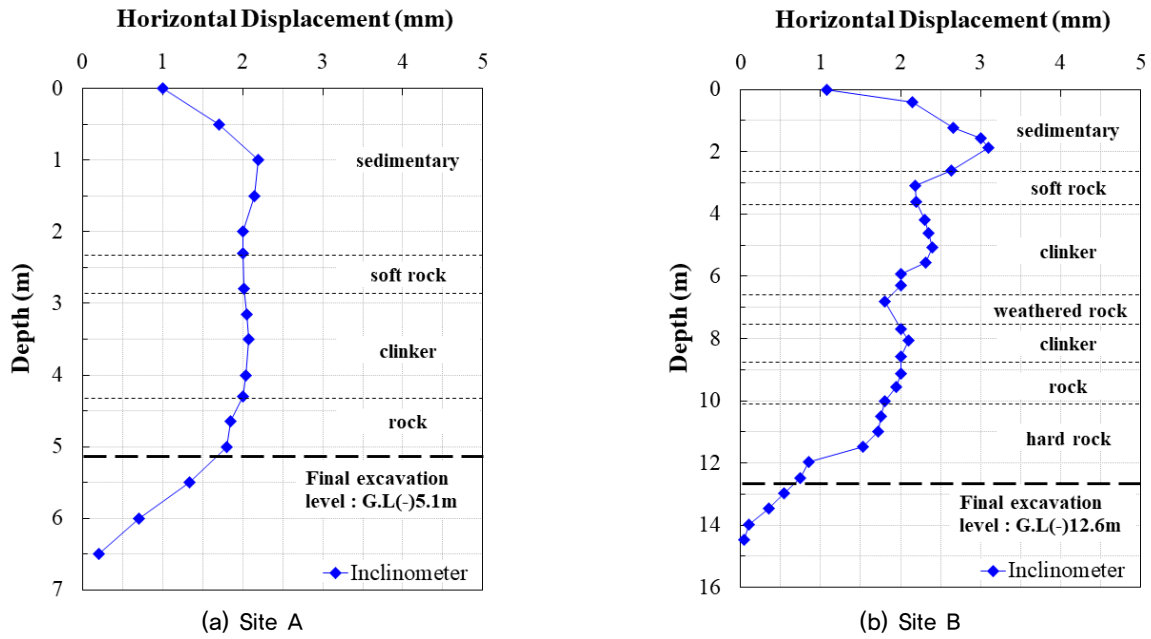 Horizontal Displacement (mm)
0 1 2 3 4 5
0
1
2
3
4
5
6
7
Depth (m)
sedimentary
soft rock
clinker
rock
Final excavation
level : G.L(-)5.1m
Inclinometer
(a) Site A
Horizontal Displacement (mm)
0 1 2 3 4 5
0
2
4
6
8
10
12
14
16
Depth (m)
sedimentary
soft rock
clinker
weathered rock
clinker
rock
hard rock
Final excavation
level : G.L(-)12.6m
Inclinometer
(b) Site B